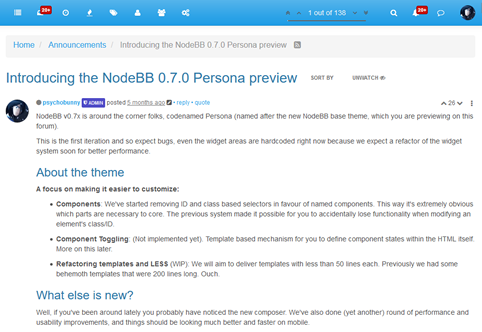 20+
1 out of 138
20+
Home / Announcements / Introducing the NodeBB 0.7.0 Persona preview
Introducing the NodeBB 0.7.0 Persona preview SORT BY UNWATCH
psychobunny ADMIN posted 5 months ago • reply • quote 26
NodeBB v0.7x is around the corner folks, codenamed Persona (named after the new NodeBB base theme, which you are previewing on this
forum).
This is the first iteration and so expect bugs, even the widget areas are hardcoded right now because we expect a refactor of the widget
system soon for better performance.
About the theme
A focus on making it easier to customize:
• Components: We've started removing ID and class based selectors in favour of named components. This way it's extremely obvious
which parts are necessary to core. The previous system made it possible for you to accidentally lose functionality when modifying an
element's class/ID.
• Component Toggling: (Not implemented yet). Template based mechanism for you to define component states within the HTML itself.
More on this later.
• Refactoring templates and LESS (WIP): We will aim to deliver templates with less than 50 lines each. Previously we had some
behemoth templates that were 200 lines long. Ouch.
What else is new?
Well, if you've been around lately you probably have noticed the new composer. We've also done (yet another) round of performance and
usability improvements, and things should be looking much better and faster on mobile.